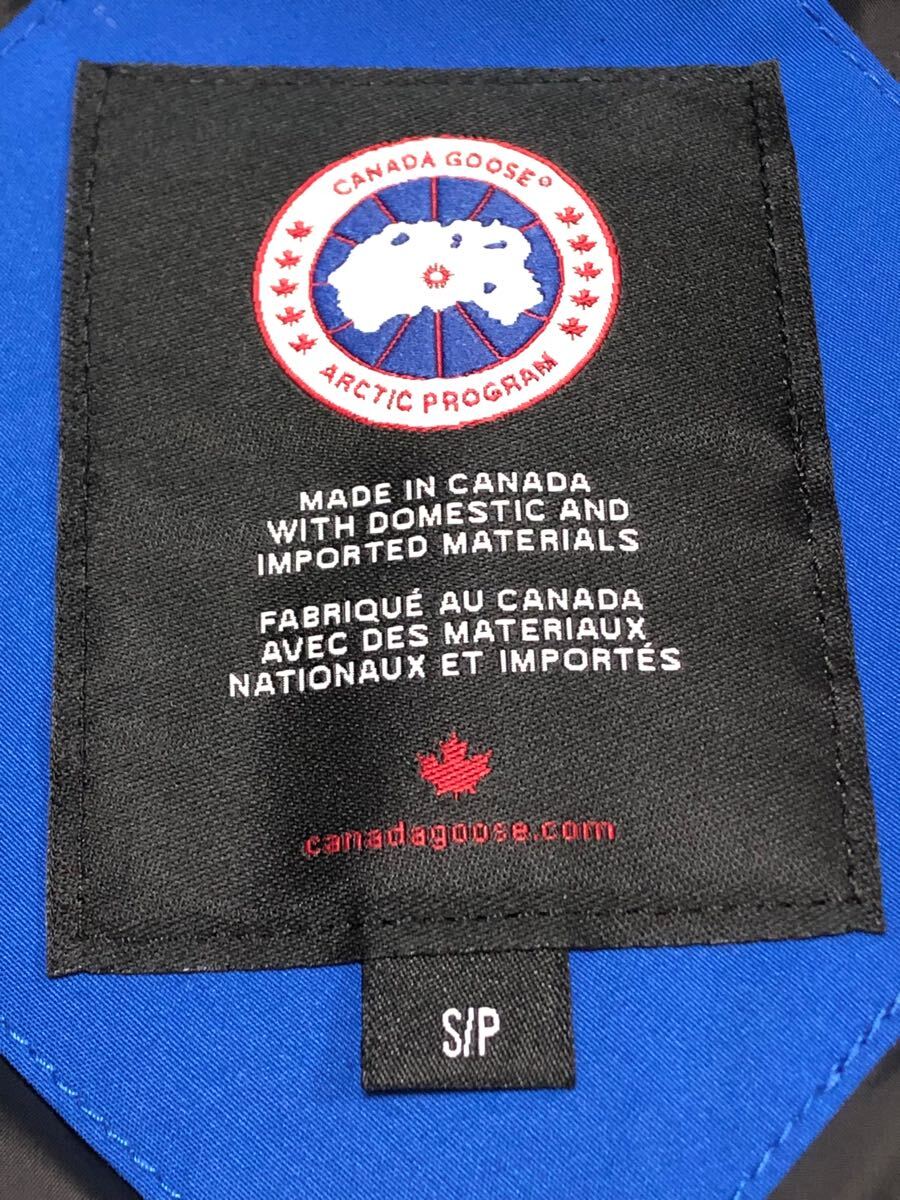 CANADA GOOSE®
ARCTIC PROGRAM
MADE IN CANADA
WITH DOMESTIC AND
IMPORTED MATERIALS
FABRIQUÉ AU CANADA
AVEC DES MATERIAUX
NATIONAUX ET IMPORTÉS
canadagoose.com
S/P